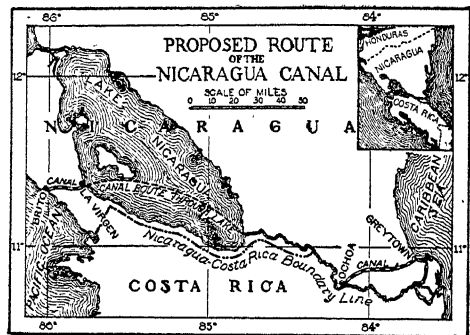 86°
85°
84°
PROPOSED ROUTE
OF THE
NICARAGUA CANAL
SCALE OF MILES
0 10 20 30 40 50
HONDURAS
NICARAGUA
COSTA RICA
12°
12°
LAKE NICARAGUA
NICARAGUA
CANAL
CANAL ROUTE THROUGH LAKE
BRITO
LA VIRGEN
PACIFIC OCEAN
CARIBBEAN SEA
GREYTOWN
OCHOA
CANAL
11°
11°
Nicaragua-Costa Rica Boundary Line
COSTA RICA
86°
85°
84°